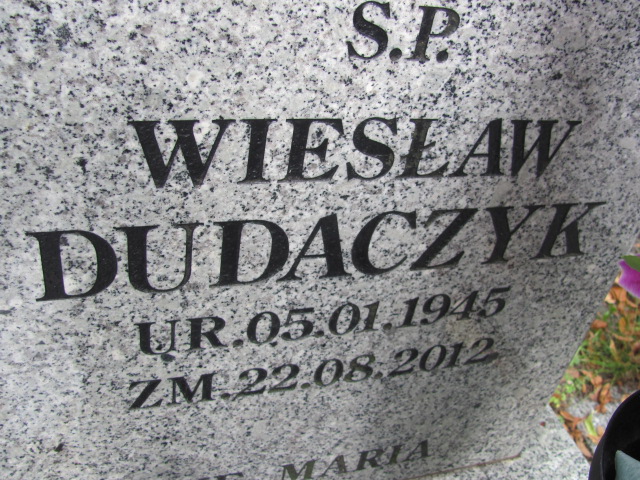 S.P.
WIESŁAW
DUDACZYK
UR.05.01.1945
ZM.22.08.2012
MARIA